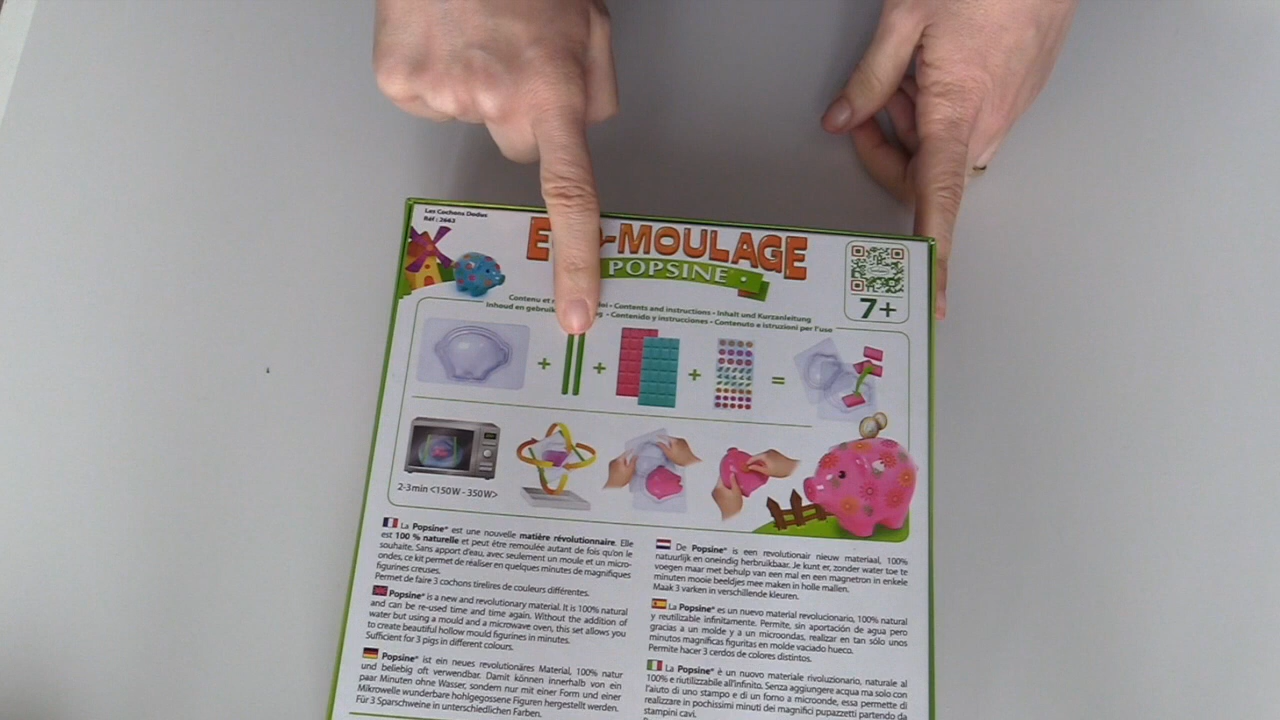 Les Cochons Dodus
Réf : 2662
-MOULAGE
POPSINE
7+
Contenu et - Contents and instructions - Inhalt und Kurzanleitung
Inhoud en - Contenido y instrucciones - Contenuto e istruzioni per l'use
+ + + =
2-3min <150W - 350W>
La Popsine® est une nouvelle matière révolutionnaire. Elle
est 100 % naturelle et peut être remoulée autant de fois qu'on le
souhaite. Sans apport d'eau, avec seulement un moule et un micro-
ondes, ce kit permet de réaliser en quelques minutes de magnifiques
figurines creuses.
Permet de faire 3 cochons tirelires de couleurs différentes.
Popsine® is a new and revolutionary material. It is 100% natural
and can be re-used time and time again. Without the addition of
water but using a mould and a microwave oven, this set allows you
to create beautiful hollow mould figurines in minutes.
Sufficient for 3 pigs in different colours.
Popsine® ist ein neues revolutionäres Material, 100% natur
und beliebig oft verwendbar. Damit können innerhalb von ein
paar Minuten ohne Wasser, sondern nur mit einer Form und einer
Mikrowelle wunderbare hohlgegossene Figuren hergestellt werden.
Für 3 Sparschweine in unterschiedlichen Farben.
De Popsine® is een revolutionair nieuw materiaal, 100%
natuurlijk en oneindig herbruikbaar. Je kunt er, zonder water toe te
voegen maar met behulp van een mal en een magnetron in enkele
minuten mooie beeldjes mee maken in holle mallen.
Maak 3 varken in verschillende kleuren.
La Popsine® es un nuevo material revolucionario, 100% natural
y reutilizable infinitamente. Permite, sin aportación de agua pero
gracias a un molde y a un microondas, realizar en tan sólo unos
minutos magníficas figuritas en molde vaciado hueco.
Permite hacer 3 cerdos de colores distintos.
La Popsine® è un nuovo materiale rivoluzionario, naturale al
100% e riutilizzabile all'infinito. Senza aggiungere acqua ma solo con
l'aiuto di uno stampo e di un forno a microonde, essa permette di
realizzare in pochissimi minuti dei magnifici pupazzetti partendo da
stampini cavi.